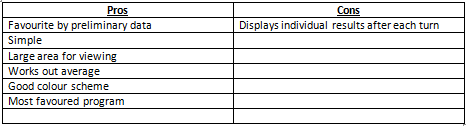 Pros Cons
Favourite by preliminary data Displays individual results after each turn
Simple
Large area for viewing
Works out average
Good colour scheme
Most favoured program